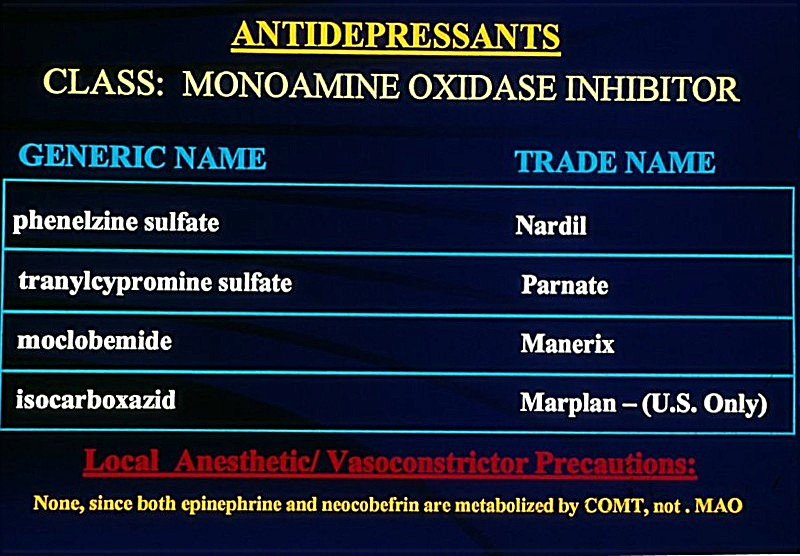 ANTIDEPRESSANTS
CLASS: MONOAMINE OXIDASE INHIBITOR
GENERIC NAME TRADE NAME
phenelzine sulfate Nardil
tranylcypromine sulfate Parnate
moclobemide Manerix
isocarboxazid Marplan – (U.S. Only)
Local Anesthetic/ Vasoconstrictor Precautions:
None, since both epinephrine and neocobefrin are metabolized by COMT, not . MAO